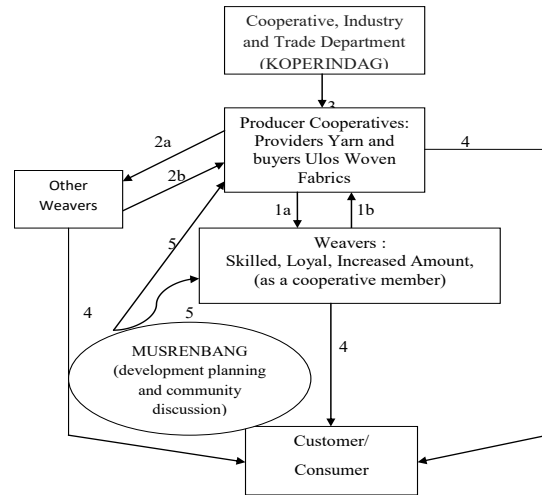 Cooperative, Industry
and Trade Department
(KOPERINDAG)
3
Producer Cooperatives:
Providers Yarn and
buyers Ulos Woven
Fabrics
4
2a
2b
Other
Weavers
1a
1b
5
Weavers :
Skilled, Loyal, Increased Amount,
(as a cooperative member)
4
5
4
MUSRENBANG
(development planning
and community
discussion)
Customer/
Consumer